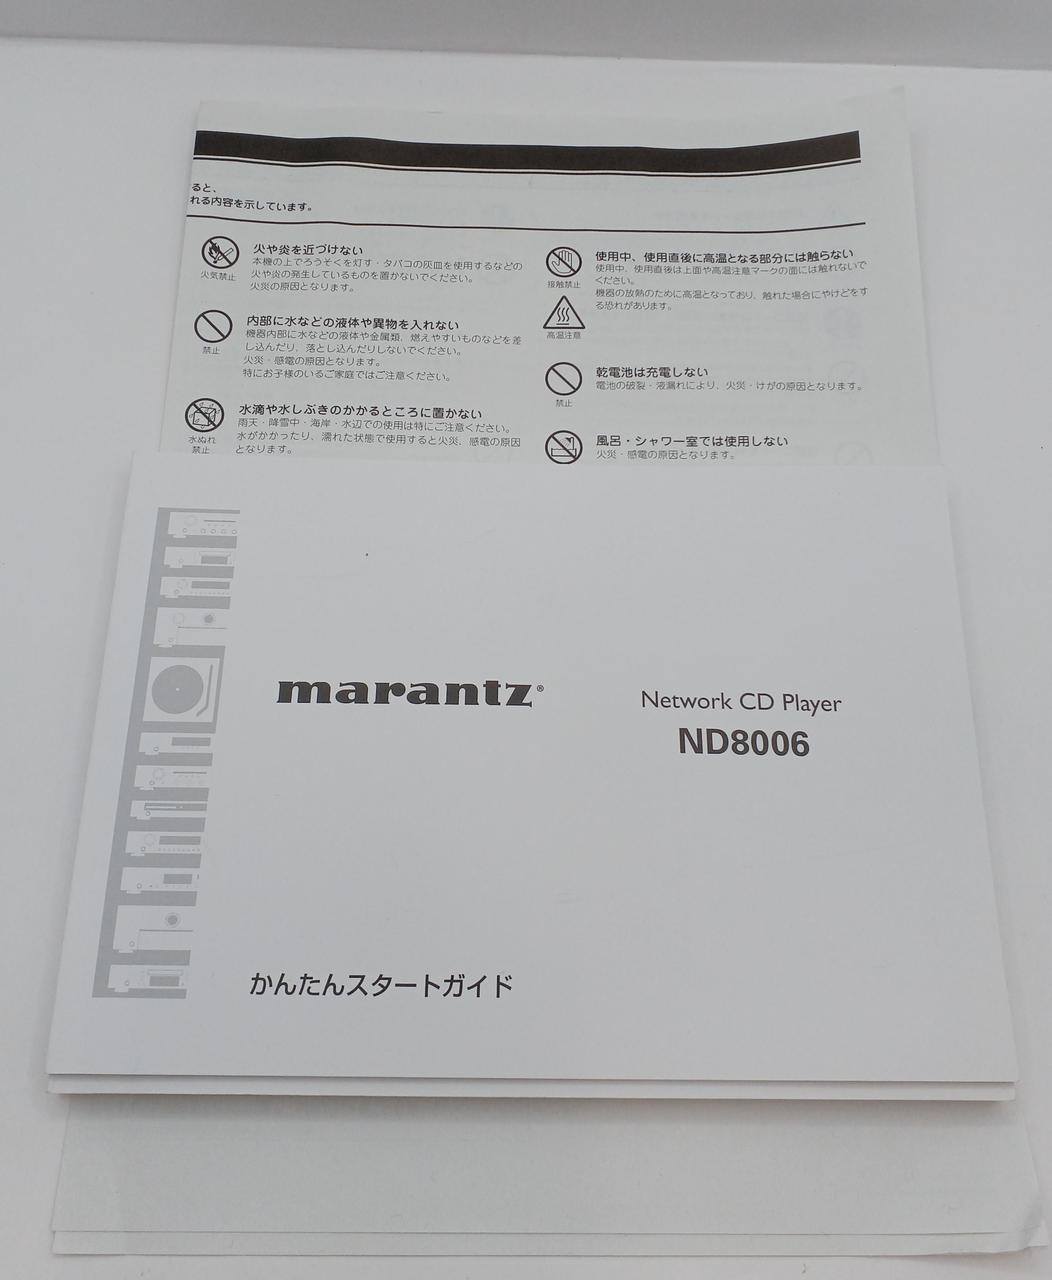 ると、
れる内容を示しています。
火気禁止
火や炎を近づけない
本機の上でろうそくを灯す・タバコの灰皿を使用するなどの
火や炎の発生しているものを置かないでください。
火災の原因となります。
禁止
内部に水などの液体や異物を入れない
機器内部に水などの液体や金属類、燃えやすいものなどを差
し込んだり、落とし込んだりしないでください。
火災・感電の原因となります。
特にお子様のいるご家庭ではご注意ください。
水ぬれ
禁止
水滴や水しぶきのかかるところに置かない
雨天・降雪中・海岸・水辺での使用は特にご注意ください。
水がかかったり、濡れた状態で使用すると火災、感電の原因
となります。
接触禁止
高温注意
使用中、使用直後に高温となる部分には触らない
使用中、使用直後は上面や高温注意マークの面には触れないで
ください。
機器の放熱のために高温となっており、触れた場合にやけどをす
る恐れがあります。
禁止
乾電池は充電しない
電池の破裂・液漏れにより、火災・けがの原因となります。
風呂・シャワー室では使用しない
火災・感電の原因となります。
marantz®
Network CD Player
ND8006
かんたんスタートガイド